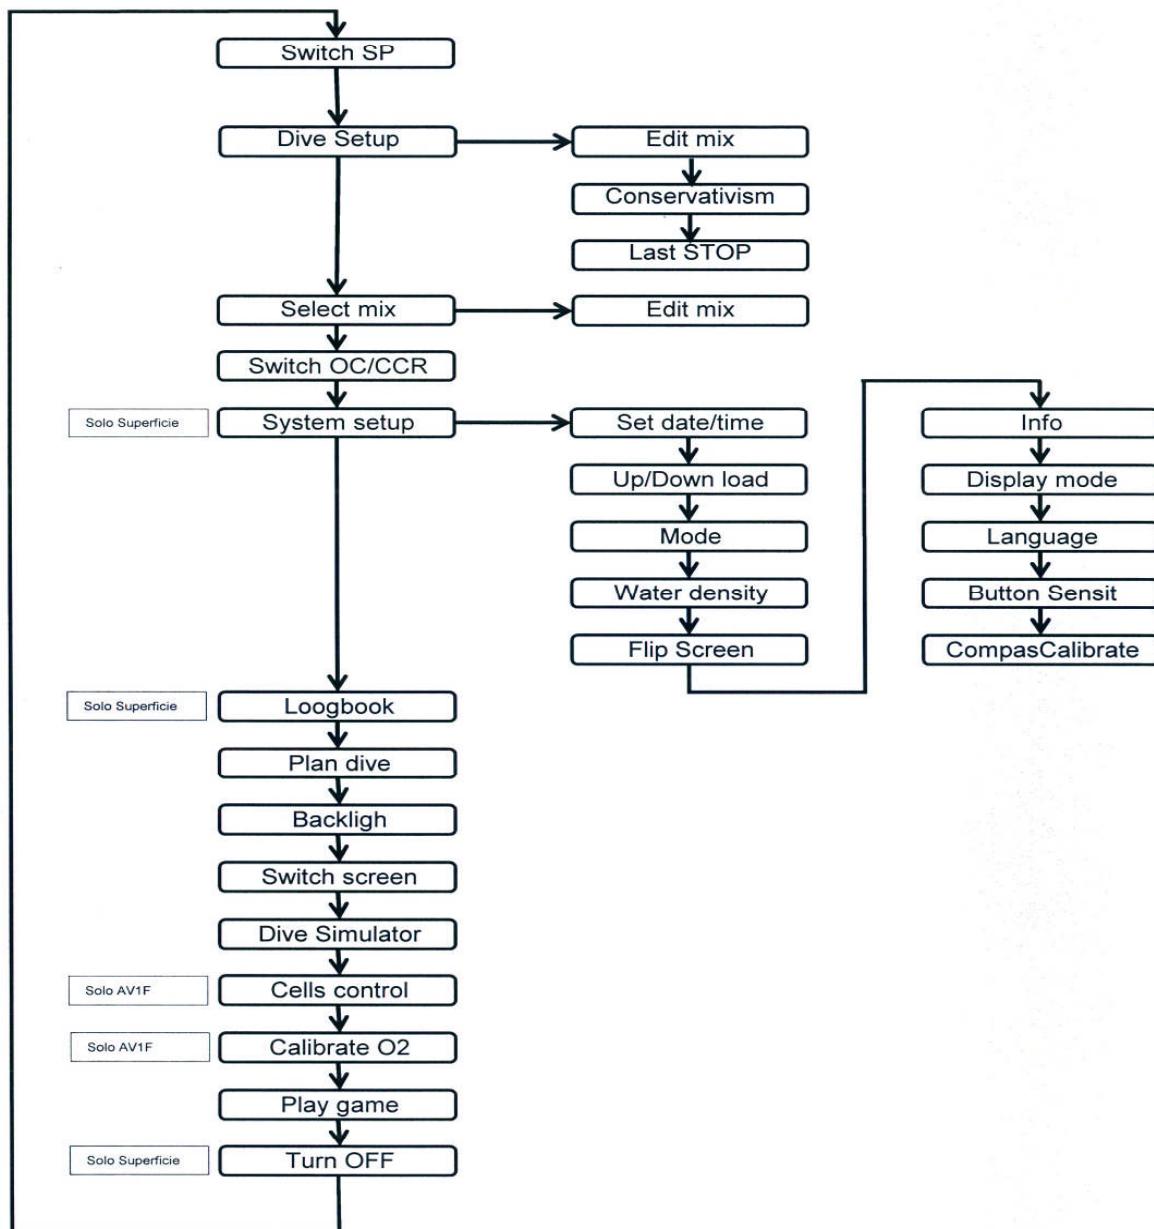 Switch SP
Dive Setup
Edit mix
Conservativism
Last STOP
Select mix
Edit mix
Switch OC/CCR
Solo Superficie
System setup
Set date/time
Info
Up/Down load
Display mode
Mode
Language
Water density
Button Sensit
Flip Screen
CompasCalibrate
Solo Superficie
Loogbook
Plan dive
Backligh
Switch screen
Dive Simulator
Solo AV1F
Cells control
Solo AV1F
Calibrate O2
Play game
Solo Superficie
Turn OFF